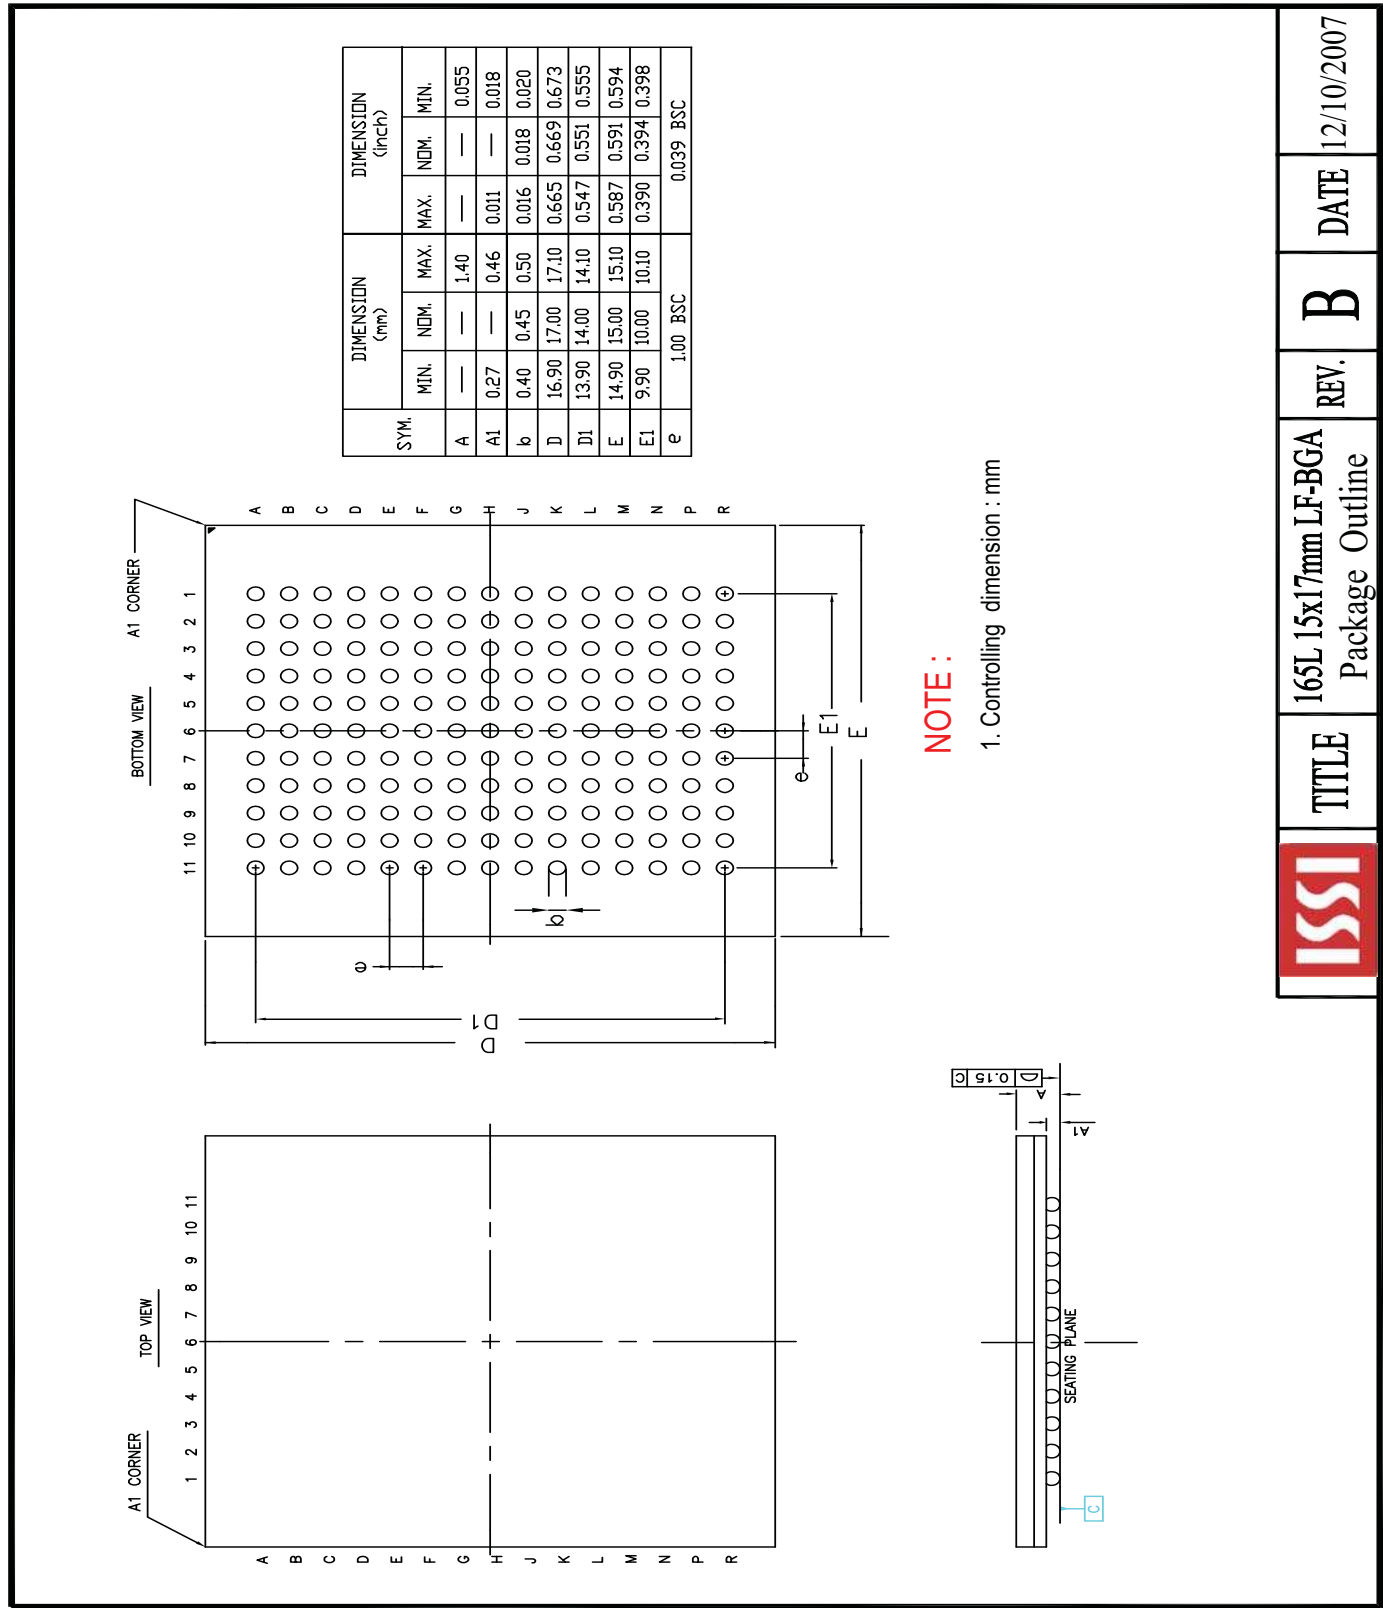 A1 CORNER
TOP VIEW
1 2 3 4 5 6 7 8 9 10 11
A
B
C
D
E
F
G
H
J
K
L
M
N
P
R
BOTTOM VIEW
A1 CORNER
11 10 9 8 7 6 5 4 3 2 1
A
B
C
D
E
F
G
H
J
K
L
M
N
P
R
D
D1
e
b
e
E1
E
SYM. DIMENSION (mm) DIMENSION (inch)
MIN. NOM. MAX. MAX. NOM. MIN.
A — — 1.40 — — 0.055
A1 0.27 — 0.46 0.011 — 0.018
b 0.40 0.45 0.50 0.016 0.018 0.020
D 16.90 17.00 17.10 0.665 0.669 0.673
D1 13.90 14.00 14.10 0.547 0.551 0.555
E 14.90 15.00 15.10 0.587 0.591 0.594
E1 9.90 10.00 10.10 0.390 0.394 0.398
e 1.00 BSC 0.039 BSC
NOTE :
1. Controlling dimension : mm
0.15 C
A
A1
SEATING PLANE
C
ISSI
TITLE
165L 15x17mm LF-BGA
Package Outline
REV.
B
DATE
12/10/2007